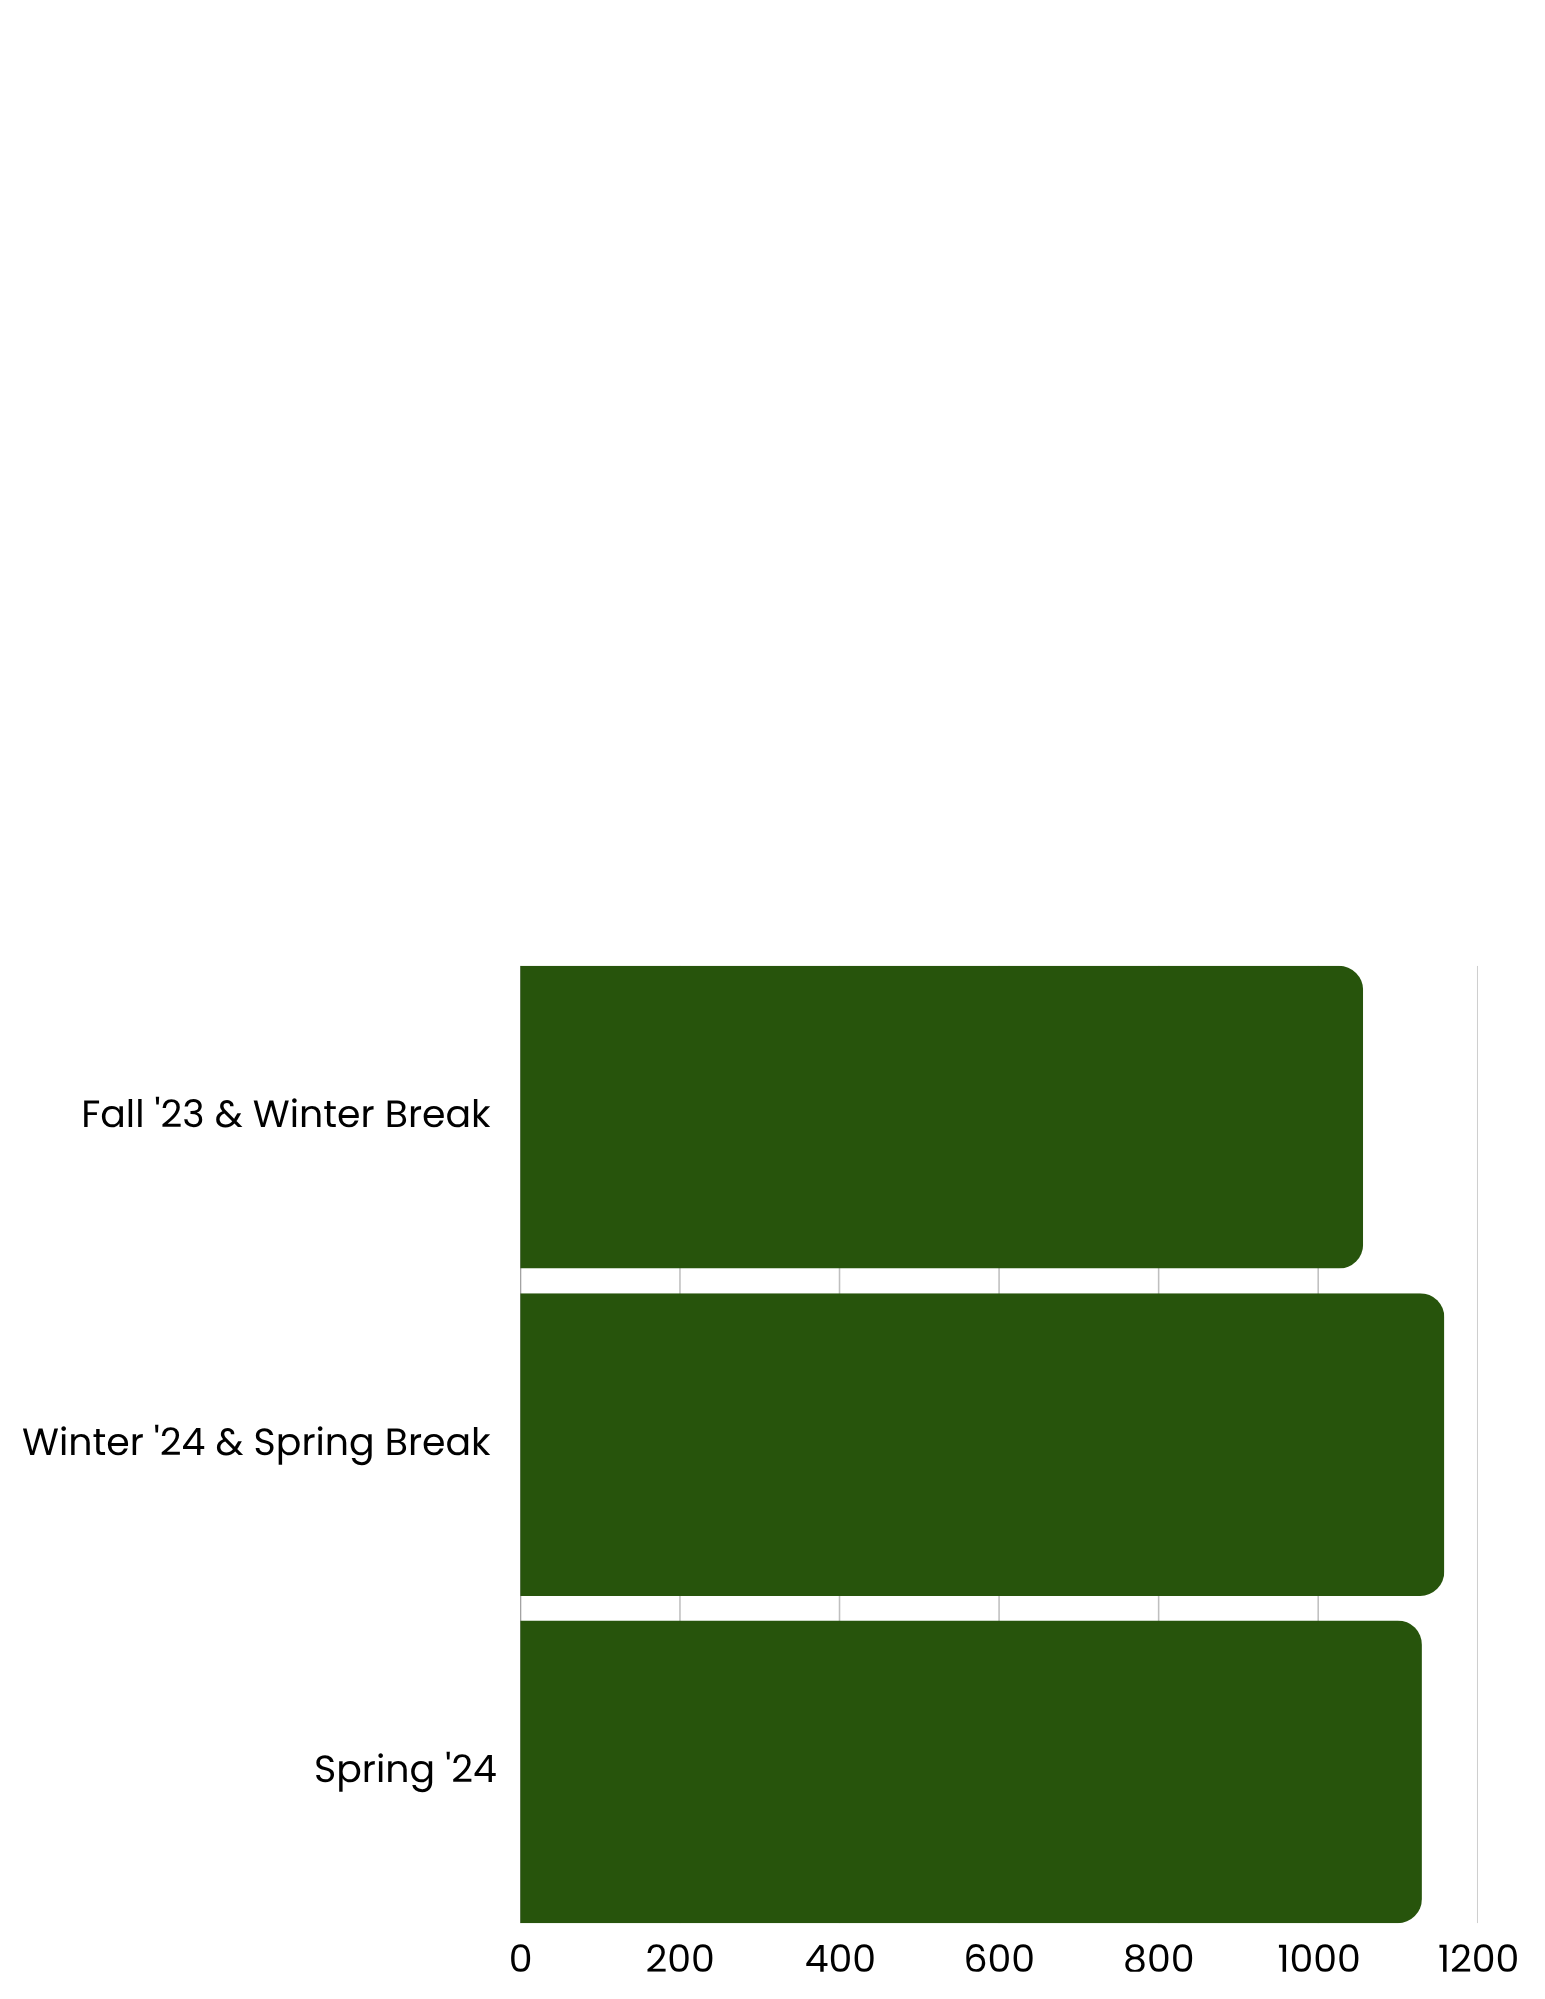 Fall '23 & Winter Break
Winter '24 & Spring Break
Spring '24
0 200 400 600 800 1000 1200